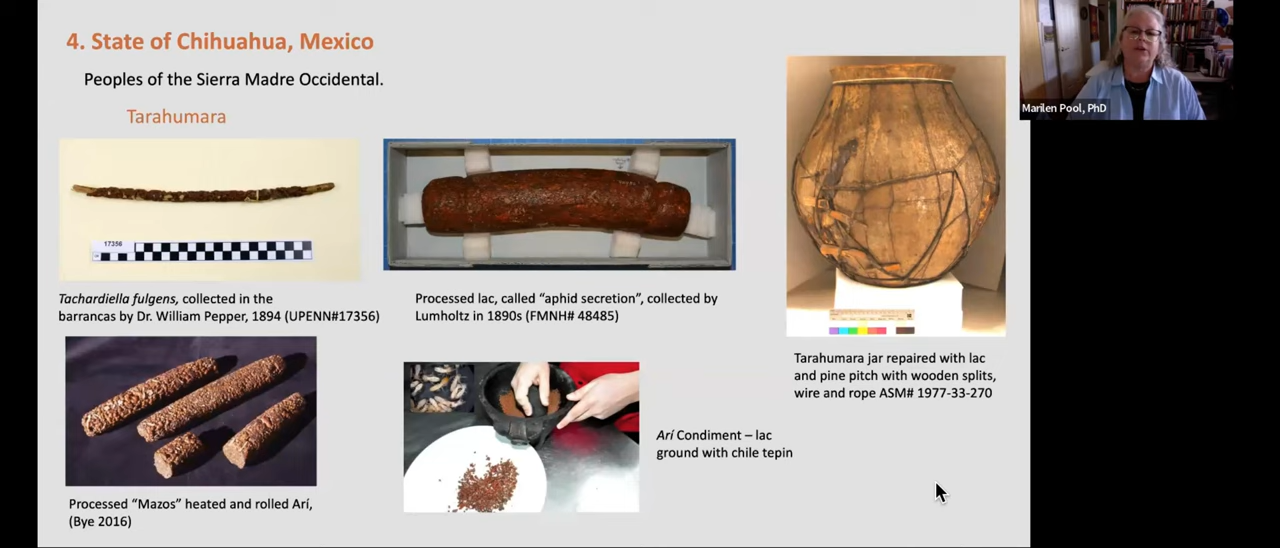 4. State of Chihuahua, Mexico
Peoples of the Sierra Madre Occidental.
Tarahumara
17356
Tachardiella fulgens, collected in the
barrancas by Dr. William Pepper, 1894 (UPENN#17356)
Processed lac, called “aphid secretion”, collected by
Lumholtz in 1890s (FMNH# 48485)
Processed “Mazos” heated and rolled Arí,
(Bye 2016)
Arí Condiment – lac
ground with chile tepin
Tarahumara jar repaired with lac
and pine pitch with wooden splits,
wire and rope ASM# 1977-33-270
Marilen Pool, PhD